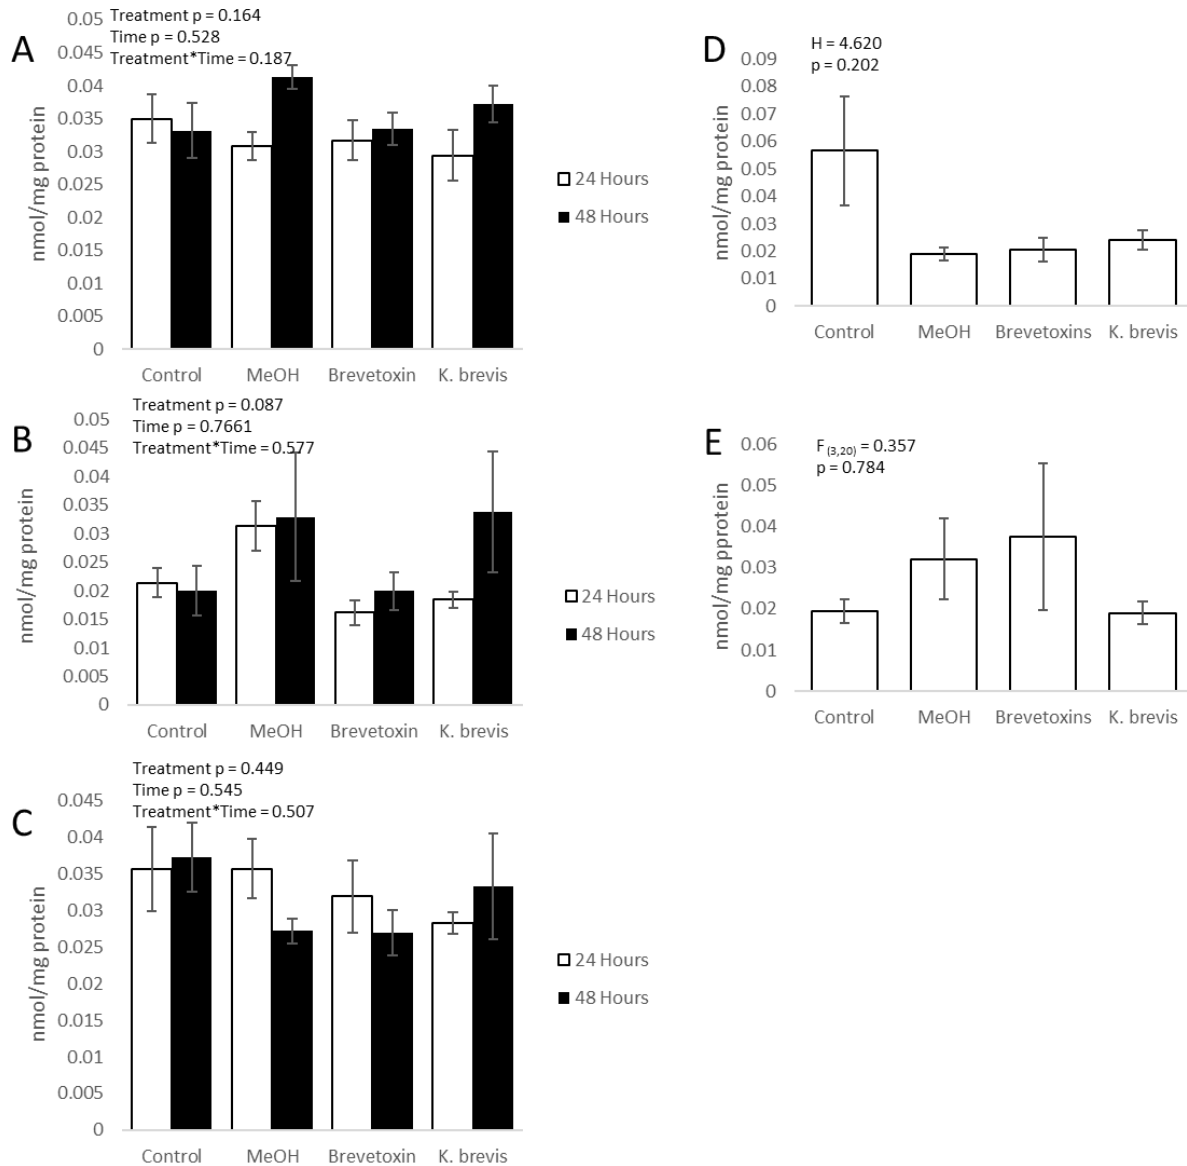 A
Treatment p = 0.164
Time p = 0.528
Treatment*Time = 0.187
nmol/mg protein
0.05
0.045
0.04
0.035
0.03
0.025
0.02
0.015
0.01
0.005
0
Control MeOH Brevetoxin K. brevis
24 Hours
48 Hours
B
Treatment p = 0.087
Time p = 0.7661
Treatment*Time = 0.577
nmol/mg protein
0.05
0.045
0.04
0.035
0.03
0.025
0.02
0.015
0.01
0.005
0
Control MeOH Brevetoxin K. brevis
24 Hours
48 Hours
C
Treatment p = 0.449
Time p = 0.545
Treatment*Time = 0.507
nmol/mg protein
0.045
0.04
0.035
0.03
0.025
0.02
0.015
0.01
0.005
0
Control MeOH Brevetoxin K. brevis
24 Hours
48 Hours
D
H = 4.620
p = 0.202
nmol/mg protein
0.09
0.08
0.07
0.06
0.05
0.04
0.03
0.02
0.01
0
Control MeOH Brevetoxins K. brevis
E
F (3,20) = 0.357
p = 0.784
nmol/mg pprotein
0.06
0.05
0.04
0.03
0.02
0.01
0
Control MeOH Brevetoxins K. brevis